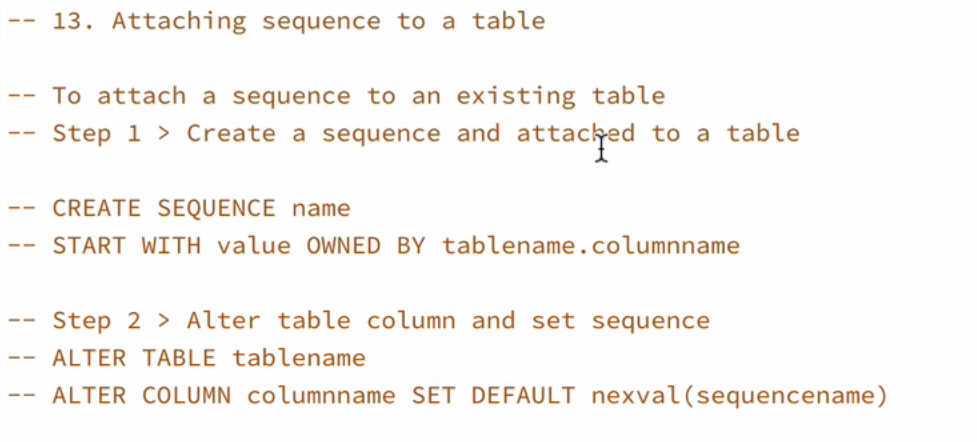 -- 13. Attaching sequence to a table
-- To attach a sequence to an existing table
-- Step 1 > Create a sequence and attached to a table
-- CREATE SEQUENCE name
-- START WITH value OWNED BY tablename.columnname
-- Step 2 > Alter table column and set sequence
-- ALTER TABLE tablename
-- ALTER COLUMN columnname SET DEFAULT nexval(sequencename)